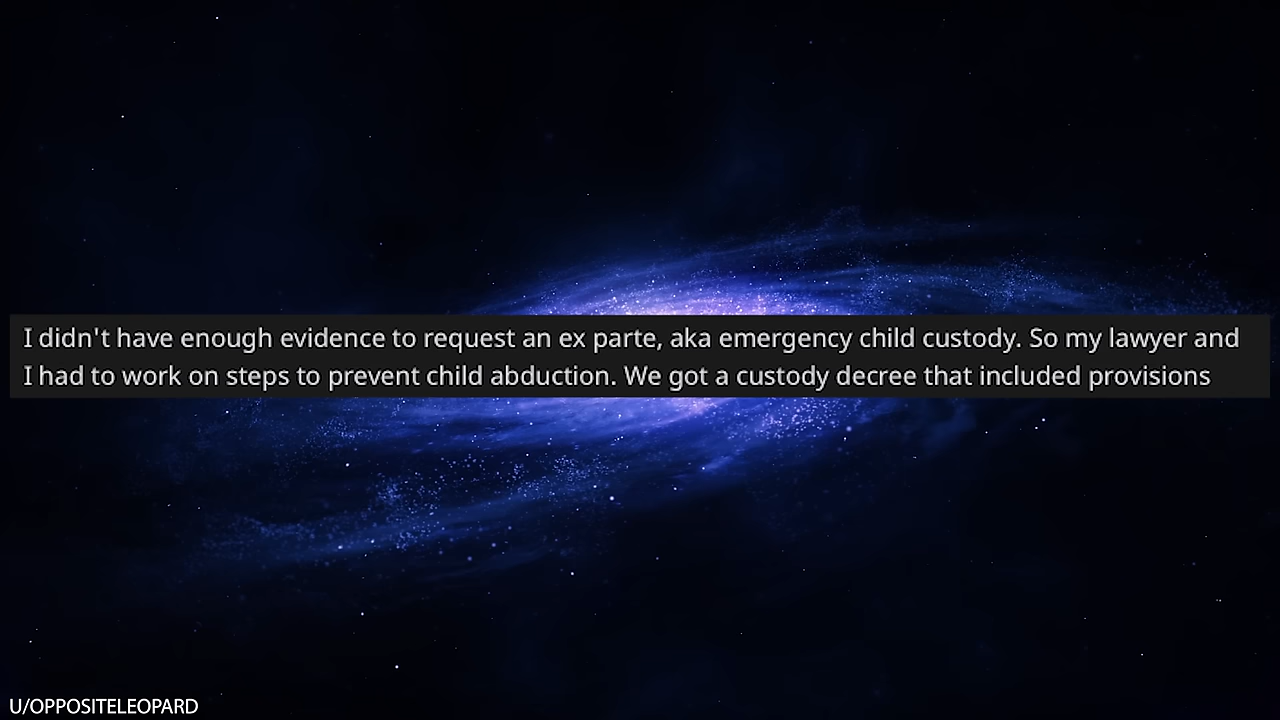 I didn't have enough evidence to request an ex parte, aka emergency child custody. So my lawyer and
I had to work on steps to prevent child abduction. We got a custody decree that included provisions
U/OPPOSITELEOPARD